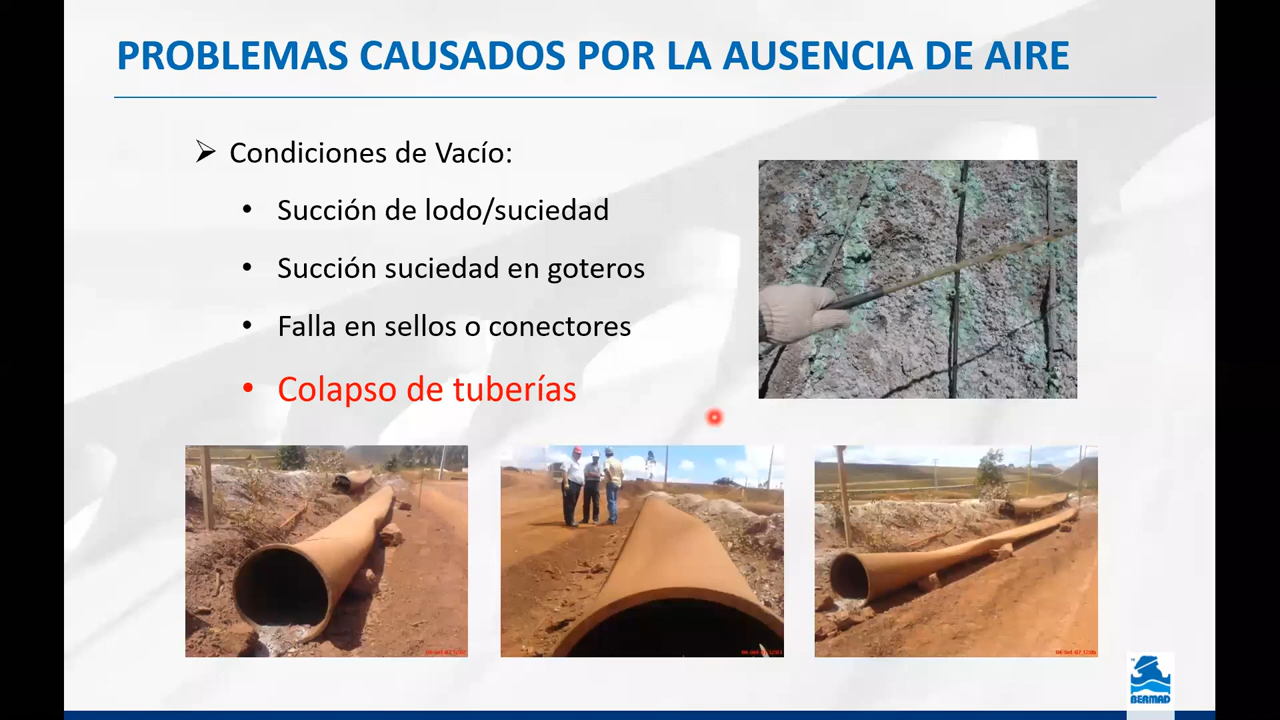 PROBLEMAS CAUSADOS POR LA AUSENCIA DE AIRE
➢ Condiciones de Vacío:
• Succión de lodo/suciedad
• Succión suciedad en goteros
• Falla en sellos o conectores
• Colapso de tuberías
BERMAD